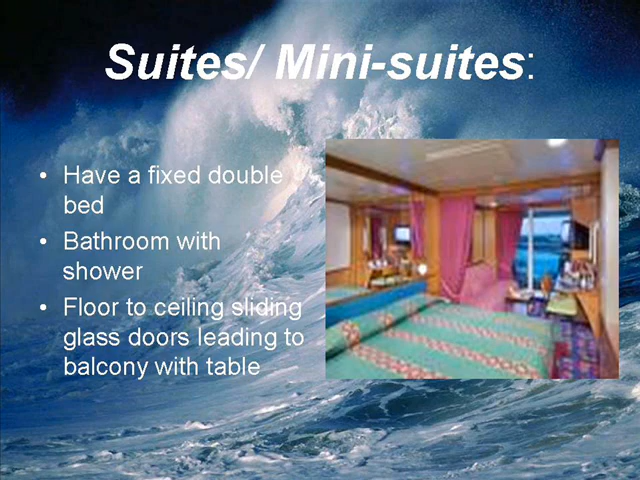 Suites/ Mini-suites:
• Have a fixed double
bed
• Bathroom with
shower
• Floor to ceiling sliding
glass doors leading to
balcony with table